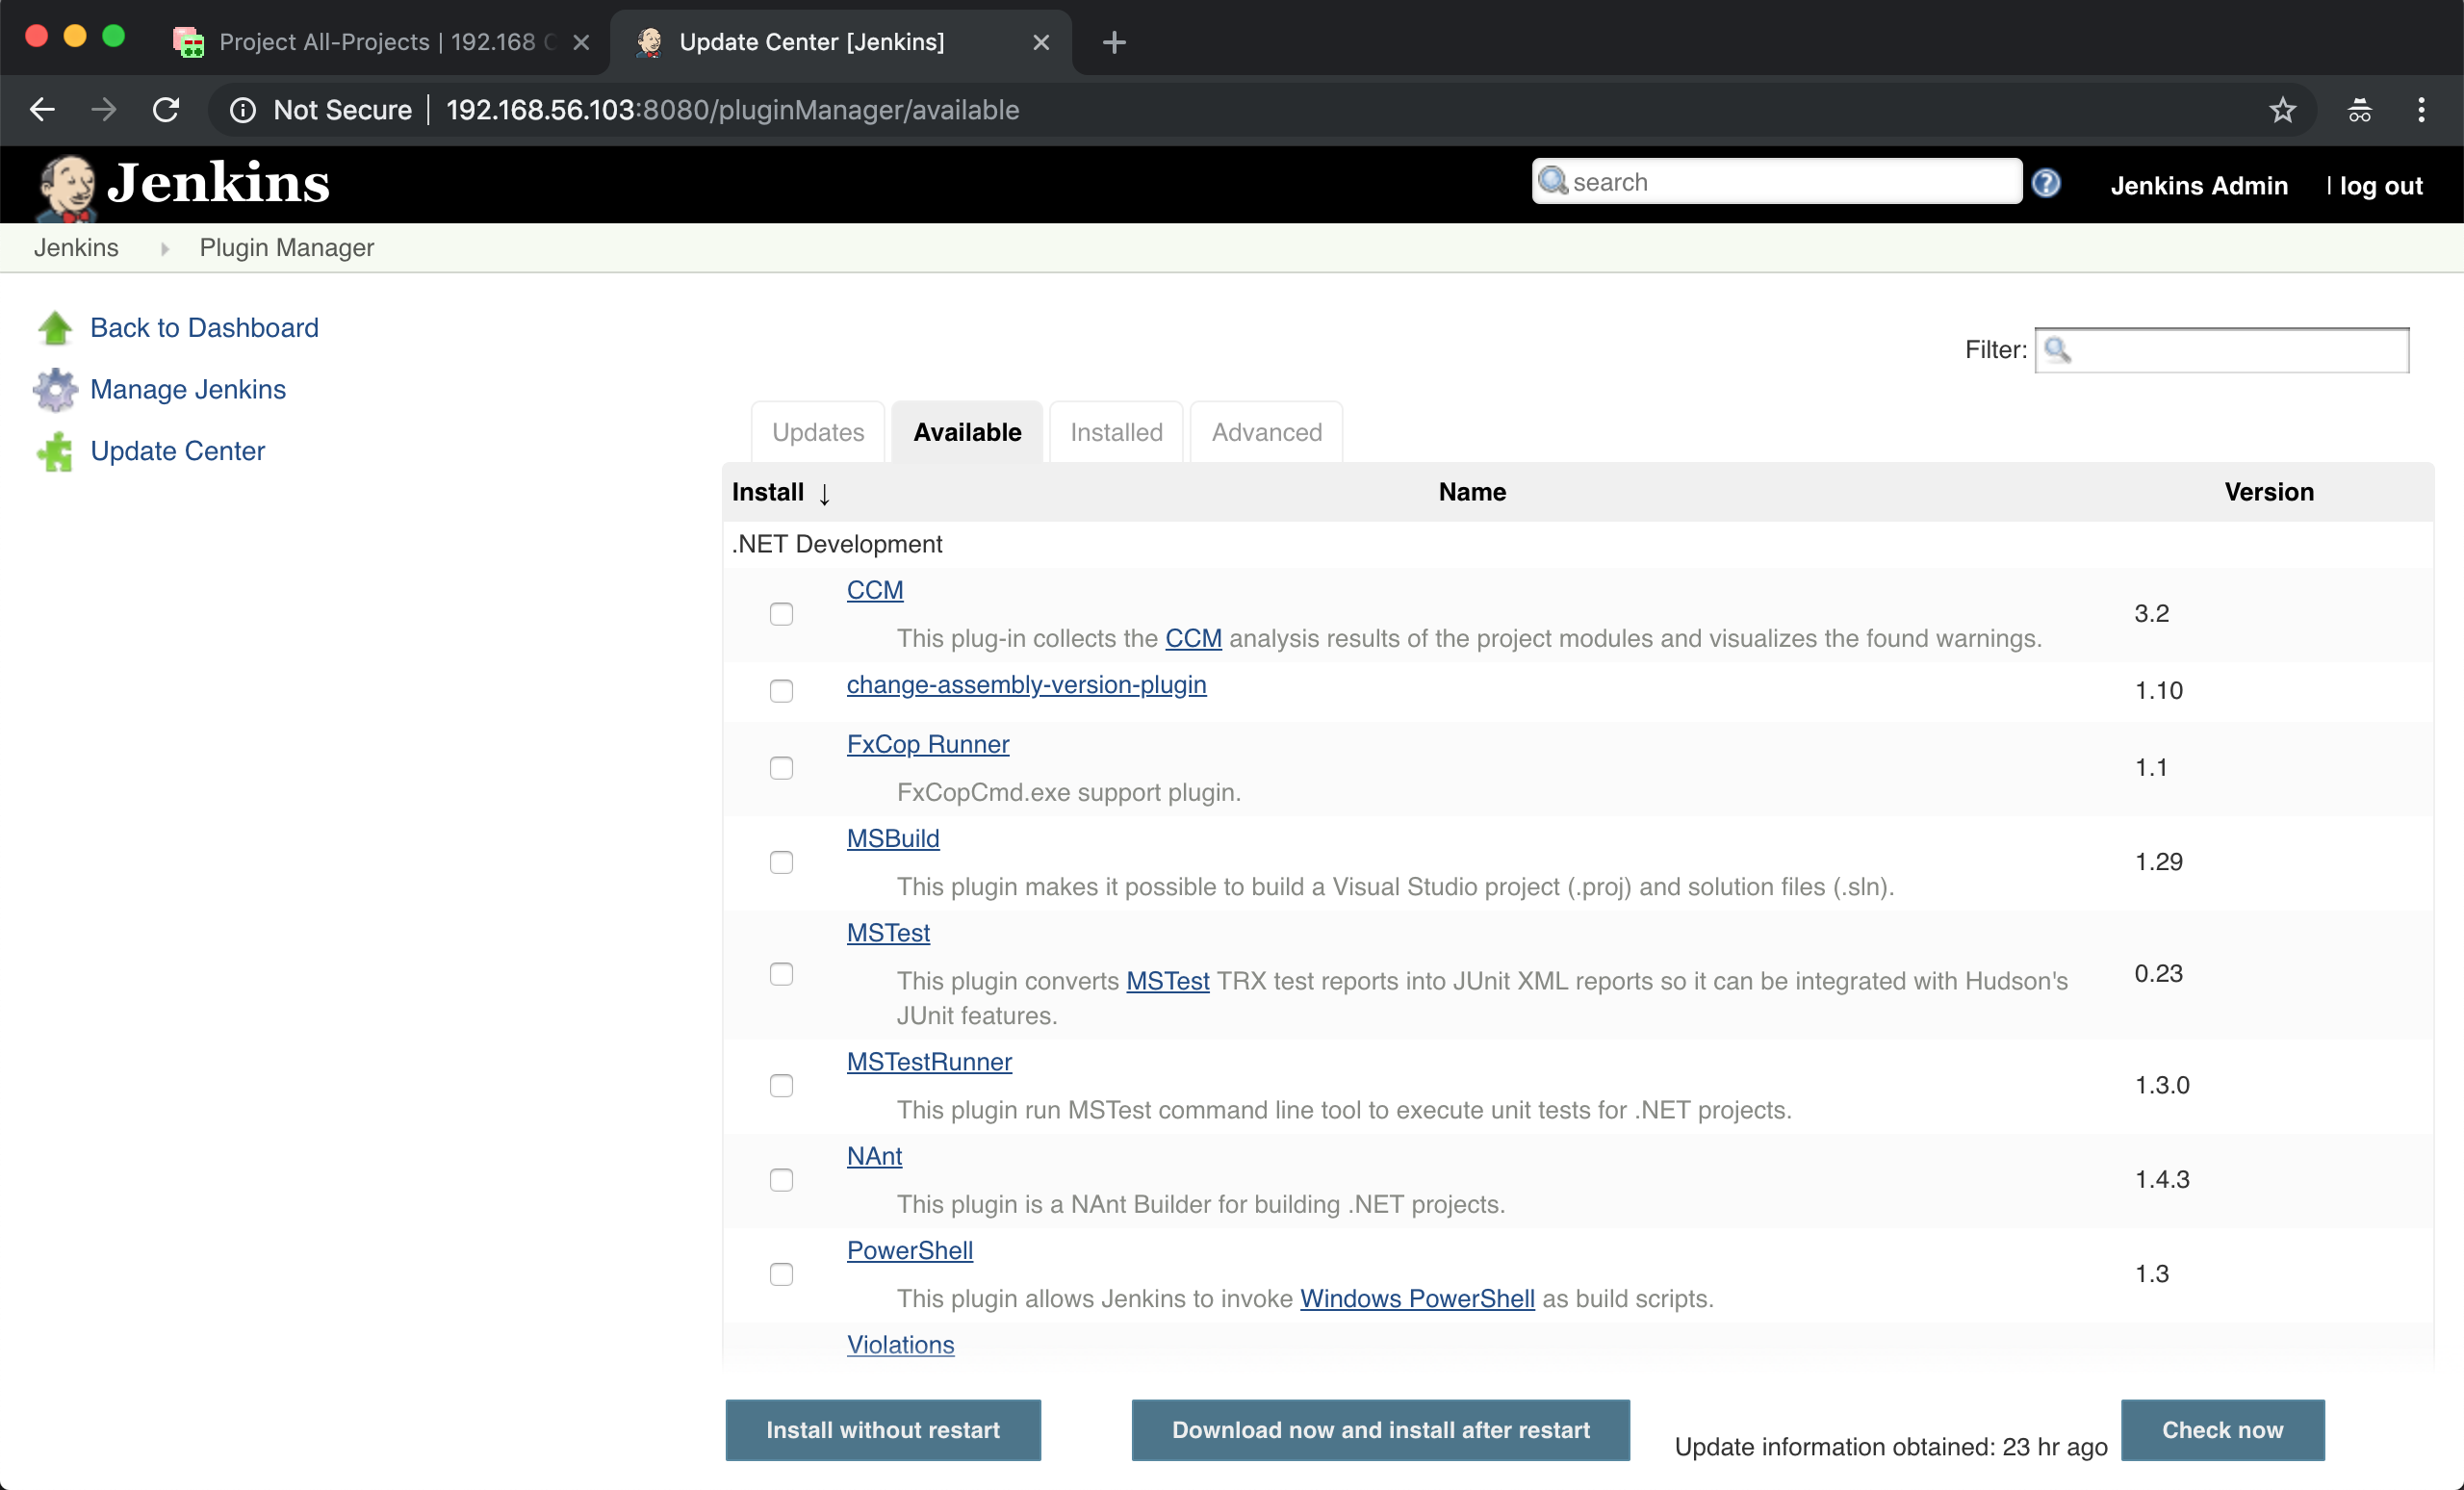 Project All-Projects | 192.168
Update Center [Jenkins]
Not Secure | 192.168.56.103:8080/pluginManager/available
Jenkins
search
Jenkins Admin
| log out
Jenkins
Plugin Manager
Back to Dashboard
Manage Jenkins
Update Center
Filter:
Updates
Available
Installed
Advanced
Install ↓
Name
Version
.NET Development
CCM
This plug-in collects the CCM analysis results of the project modules and visualizes the found warnings.
3.2
change-assembly-version-plugin
1.10
FxCop Runner
FxCopCmd.exe support plugin.
1.1
MSBuild
This plugin makes it possible to build a Visual Studio project (.proj) and solution files (.sln).
1.29
MSTest
This plugin converts MSTest TRX test reports into JUnit XML reports so it can be integrated with Hudson's
JUnit features.
0.23
MSTestRunner
This plugin run MSTest command line tool to execute unit tests for .NET projects.
1.3.0
NAnt
This plugin is a NAnt Builder for building .NET projects.
1.4.3
PowerShell
This plugin allows Jenkins to invoke Windows PowerShell as build scripts.
1.3
Violations
Install without restart
Download now and install after restart
Update information obtained: 23 hr ago
Check now